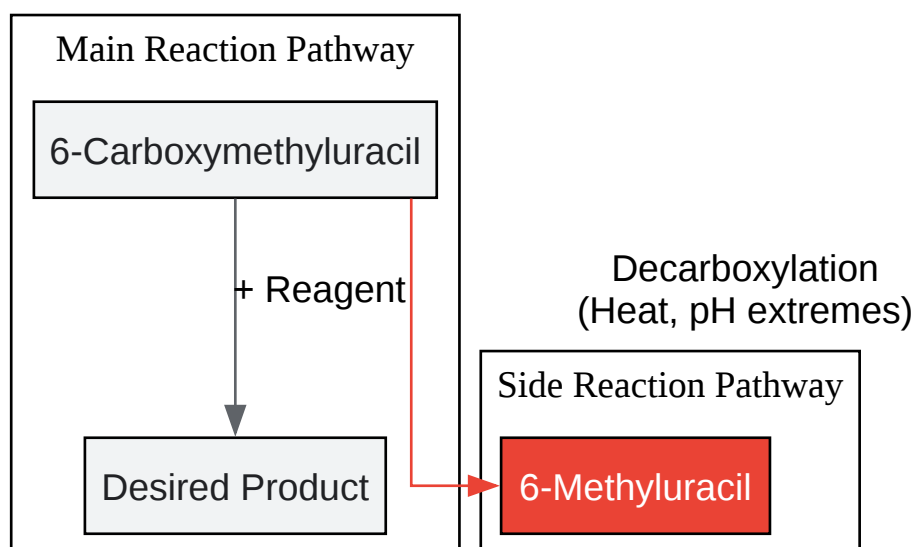 Main Reaction Pathway
6-Carboxymethyluracil
+ Reagent
Desired Product
Decarboxylation
(Heat, pH extremes)
Side Reaction Pathway
6-Methyluracil